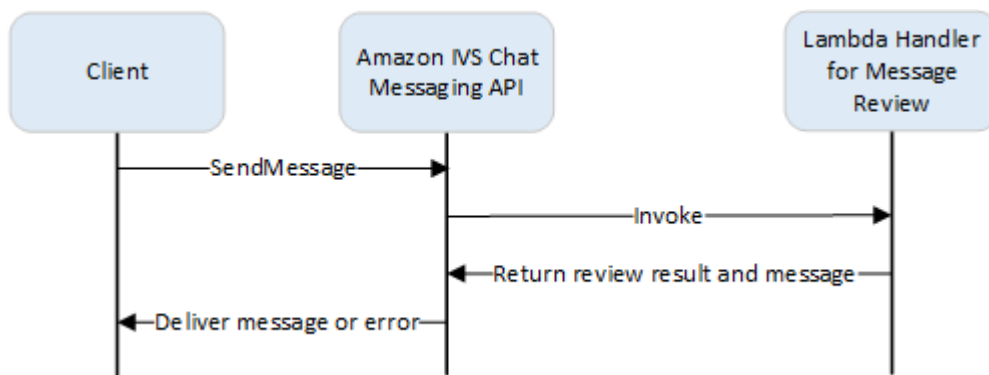 Client
Amazon IVS Chat
Messaging API
Lambda Handler
for Message
Review
SendMessage
Invoke
Return review result and message
Deliver message or error